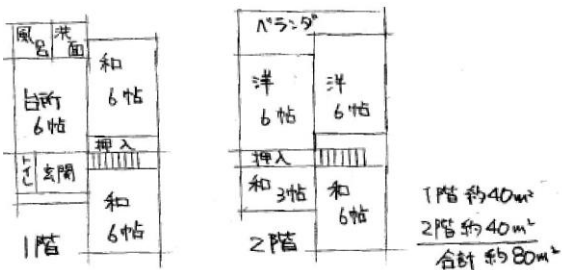 風呂
洗面
和
6帖
台所
6帖
押入
トイレ
玄関
和
6帖
1階
ベランダ
洋
6帖
洋
6帖
押入
和
3帖
和
6帖
2階
1階 約40m²
2階 約40m²
合計 約80m²